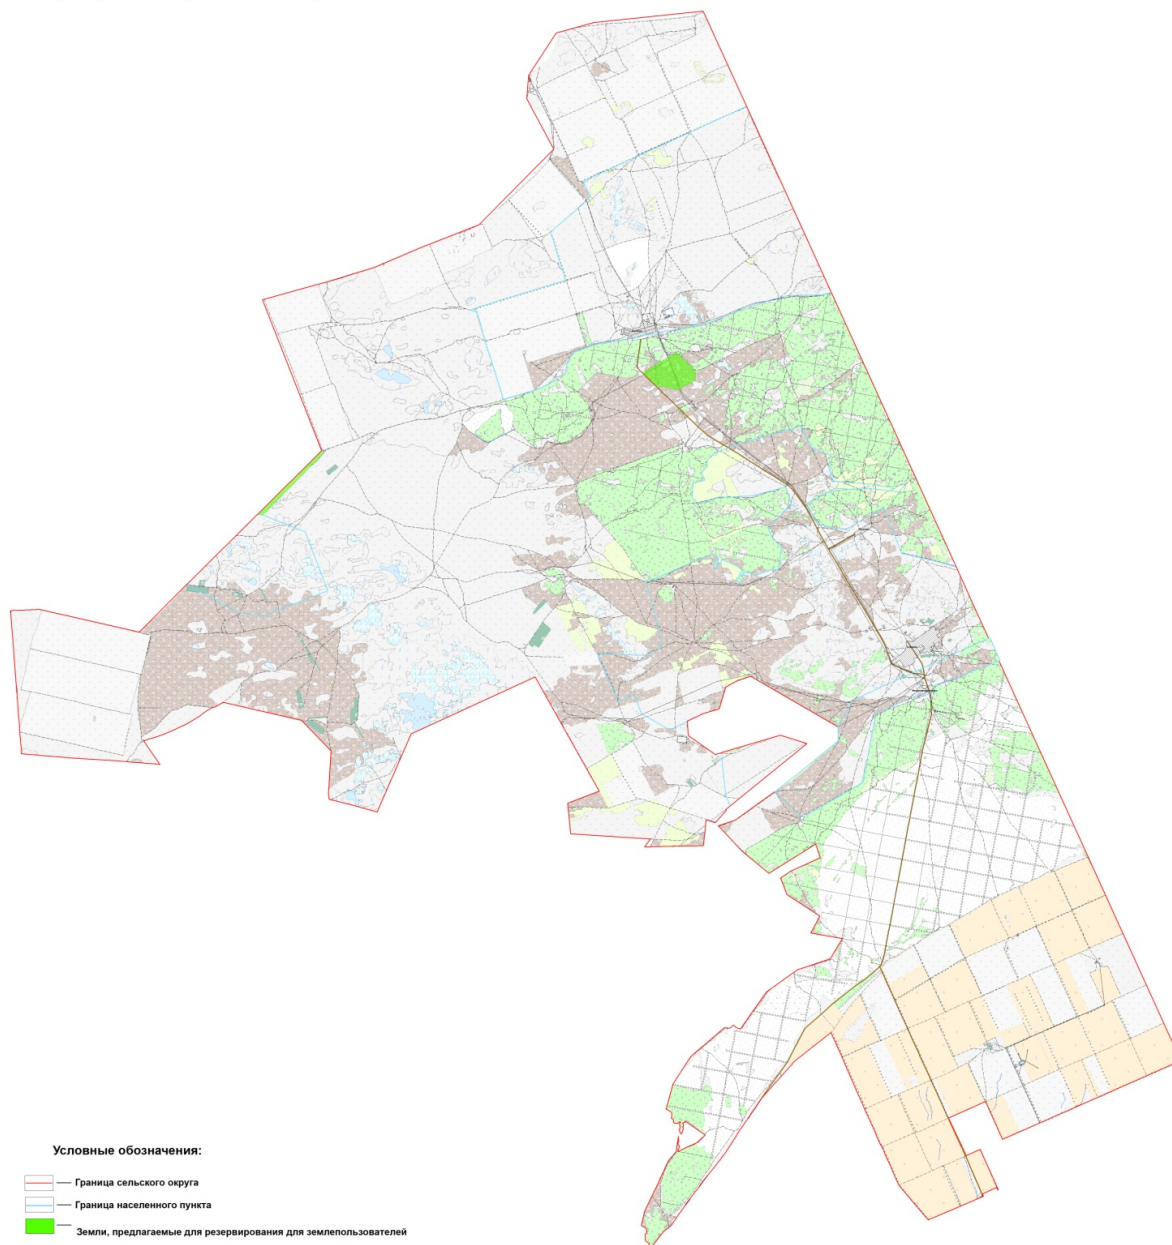 Условные обозначения:
Граница сельского округа
Граница населенного пункта
Земли, предлагаемые для резервирования для землепользователей